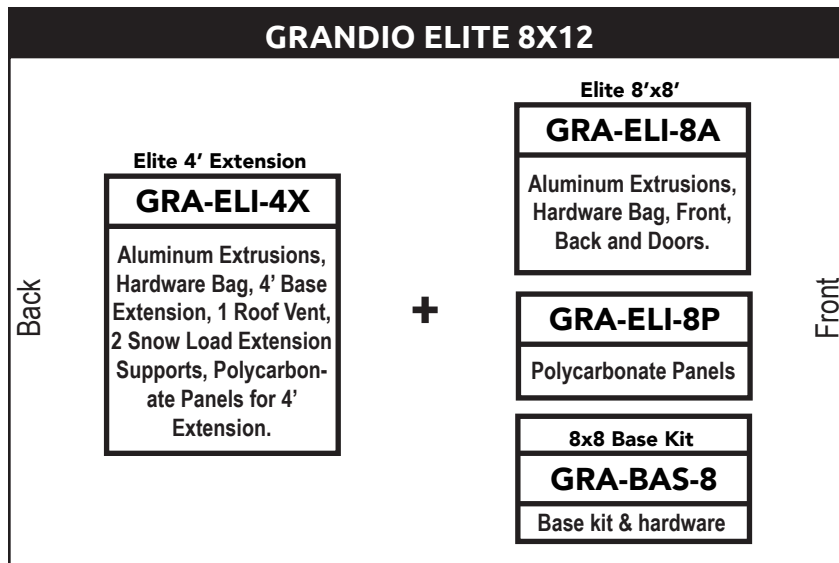 GRANDIO ELITE 8X12
Back
Elite 4’ Extension
GRA-ELI-4X
Aluminum Extrusions,
Hardware Bag, 4’ Base
Extension, 1 Roof Vent,
2 Snow Load Extension
Supports, Polycarbon-
ate Panels for 4’
Extension.
+
Elite 8’x8’
GRA-ELI-8A
Aluminum Extrusions,
Hardware Bag, Front,
Back and Doors.
GRA-ELI-8P
Polycarbonate Panels
8x8 Base Kit
GRA-BAS-8
Base kit & hardware
Front